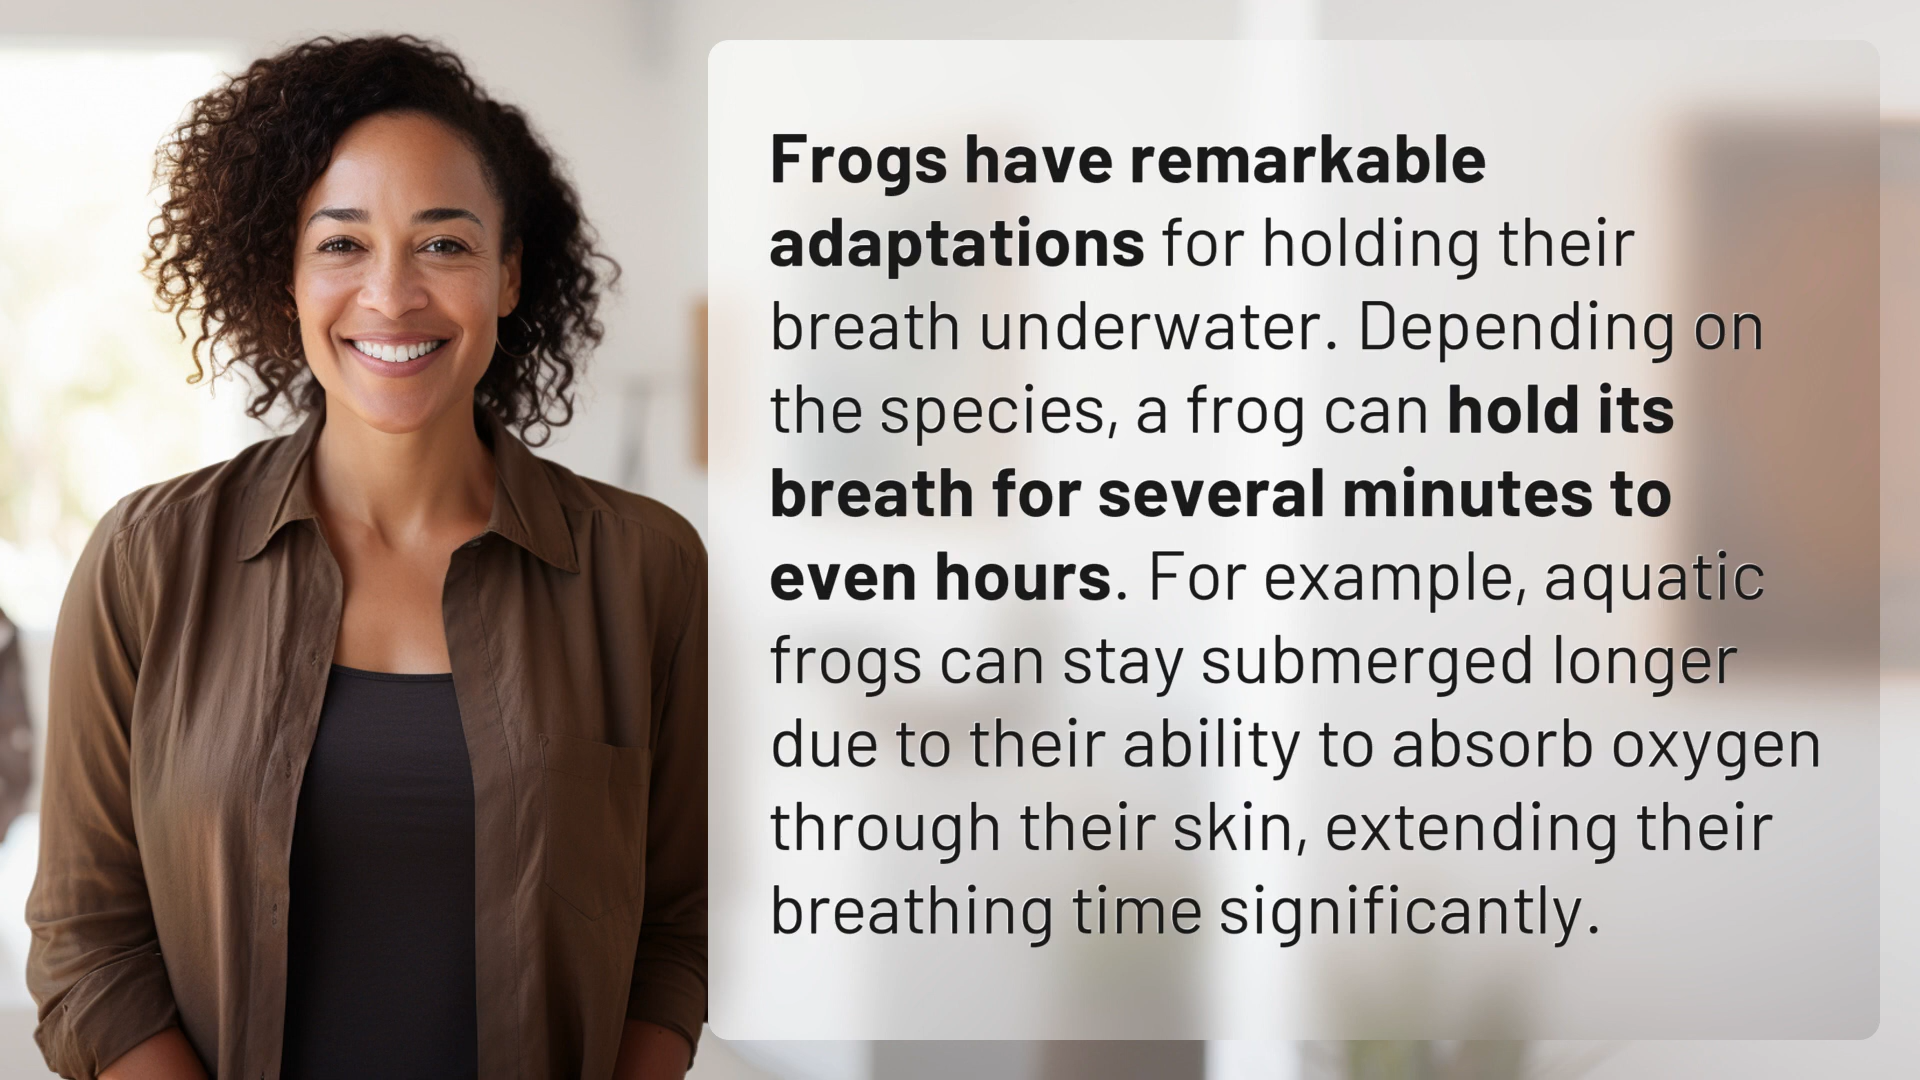 Frogs have remarkable
adaptations for holding their
breath underwater. Depending on
the species, a frog can hold its
breath for several minutes to
even hours. For example, aquatic
frogs can stay submerged longer
due to their ability to absorb oxygen
through their skin, extending their
breathing time significantly.